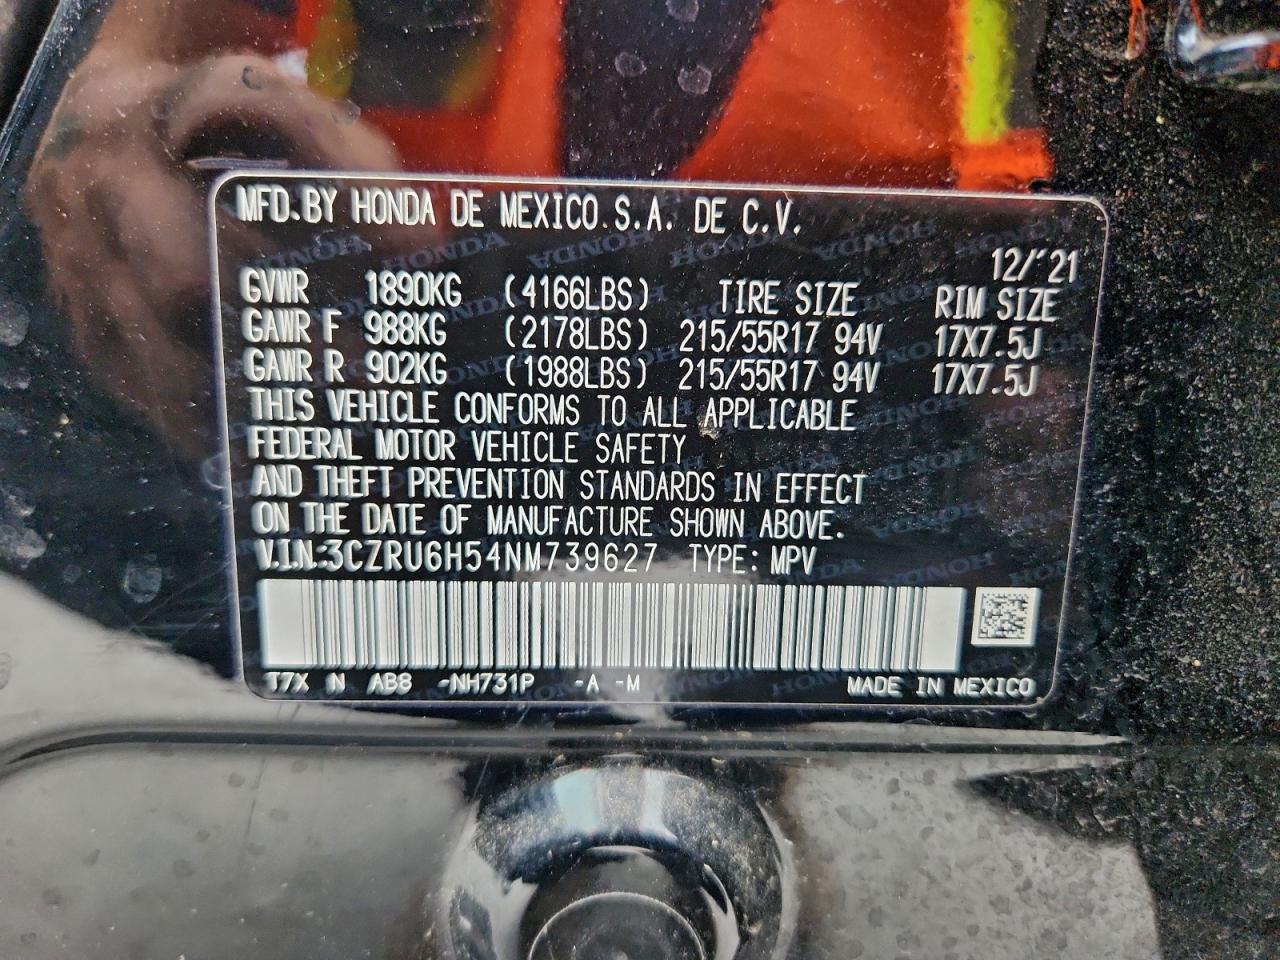 MFD.BY HONDA DE MEXICO.S.A. DE C.V.
12/'21
GVWR 1890KG (4166LBS) TIRE SIZE RIM SIZE
GAWR F 988KG (2178LBS) 215/55R17 94V 17X7.5J
GAWR R 902KG (1988LBS) 215/55R17 94V 17X7.5J
THIS VEHICLE CONFORMS TO ALL APPLICABLE
FEDERAL MOTOR VEHICLE SAFETY
AND THEFT PREVENTION STANDARDS IN EFFECT
ON THE DATE OF MANUFACTURE SHOWN ABOVE.
V.I.N.:3CZRU6H54NM739627 TYPE: MPV
T7X N AB8 -NH731P -A -M MADE IN MEXICO